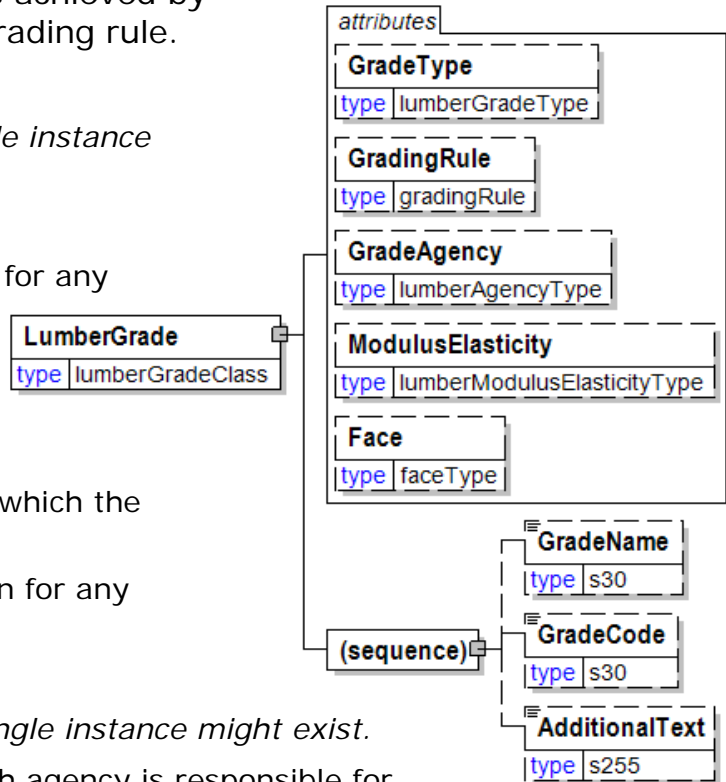 s achieved by
rading rule.
le instance
for any
which the
n for any
ngle instance might exist.
h agency is responsible for
LumberGrade
type lumberGradeClass
attributes
GradeType
type lumberGradeType
GradingRule
type gradingRule
GradeAgency
type lumberAgencyType
ModulusElasticity
type lumberModulusElasticityType
Face
type faceType
(sequence)
GradeName
type s30
GradeCode
type s30
AdditionalText
type s255